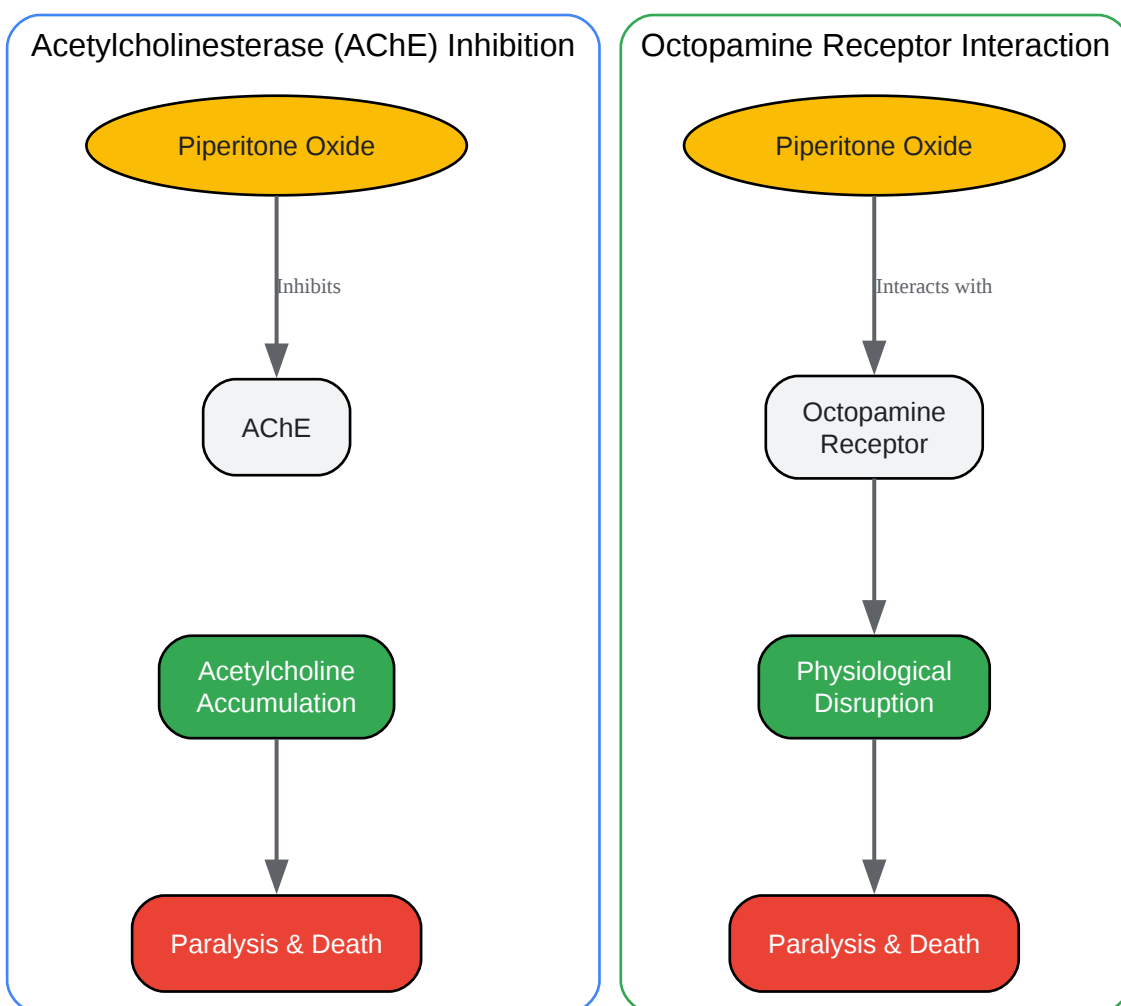 Acetylcholinesterase (AChE) Inhibition
Piperitone Oxide
Inhibits
AChE
Acetylcholine
Accumulation
Paralysis & Death
Octopamine Receptor Interaction
Piperitone Oxide
Interacts with
Octopamine
Receptor
Physiological
Disruption
Paralysis & Death